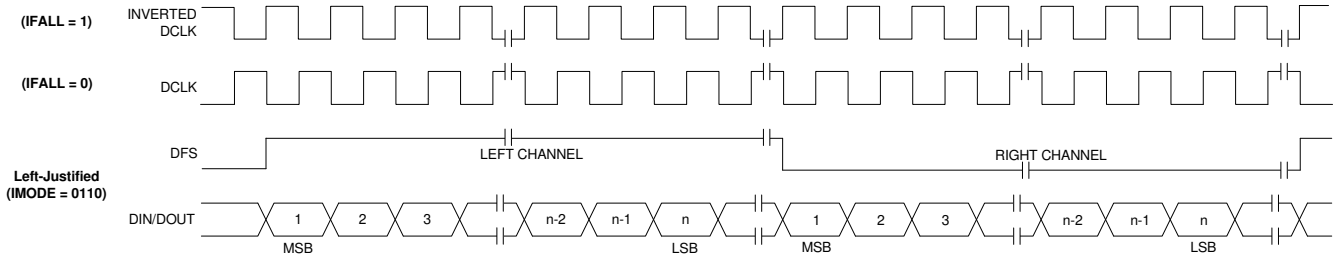 (IFALL = 1)
INVERTED
DCLK
(IFALL = 0)
DCLK
DFS
LEFT CHANNEL
RIGHT CHANNEL
Left-Justified
(IMODE = 0110)
DIN/DOUT
1 2 3 n-2 n-1 n 1 2 3 n-2 n-1 n
MSB LSB MSB LSB